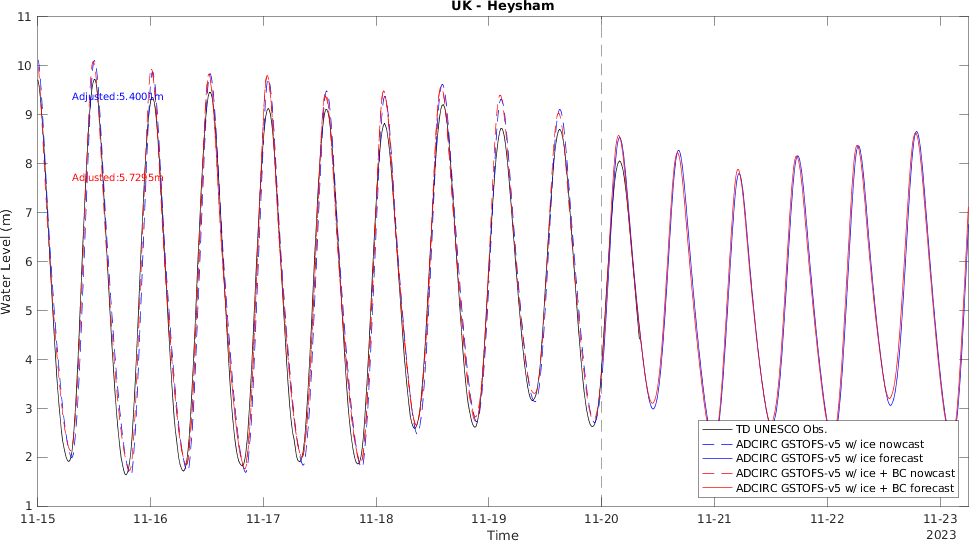 UK - Heysham
11
10
9
8
7
6
5
4
3
2
1
Water Level (m)
Adjusted:5.4001m
Adjusted:5.7295m
TD UNESCO Obs.
ADCIRC GSTOFS-v5 w/ ice nowcast
ADCIRC GSTOFS-v5 w/ ice forecast
ADCIRC GSTOFS-v5 w/ ice + BC nowcast
ADCIRC GSTOFS-v5 w/ ice + BC forecast
11-15 11-16 11-17 11-18 11-19 11-20 11-21 11-22 11-23
2023
Time